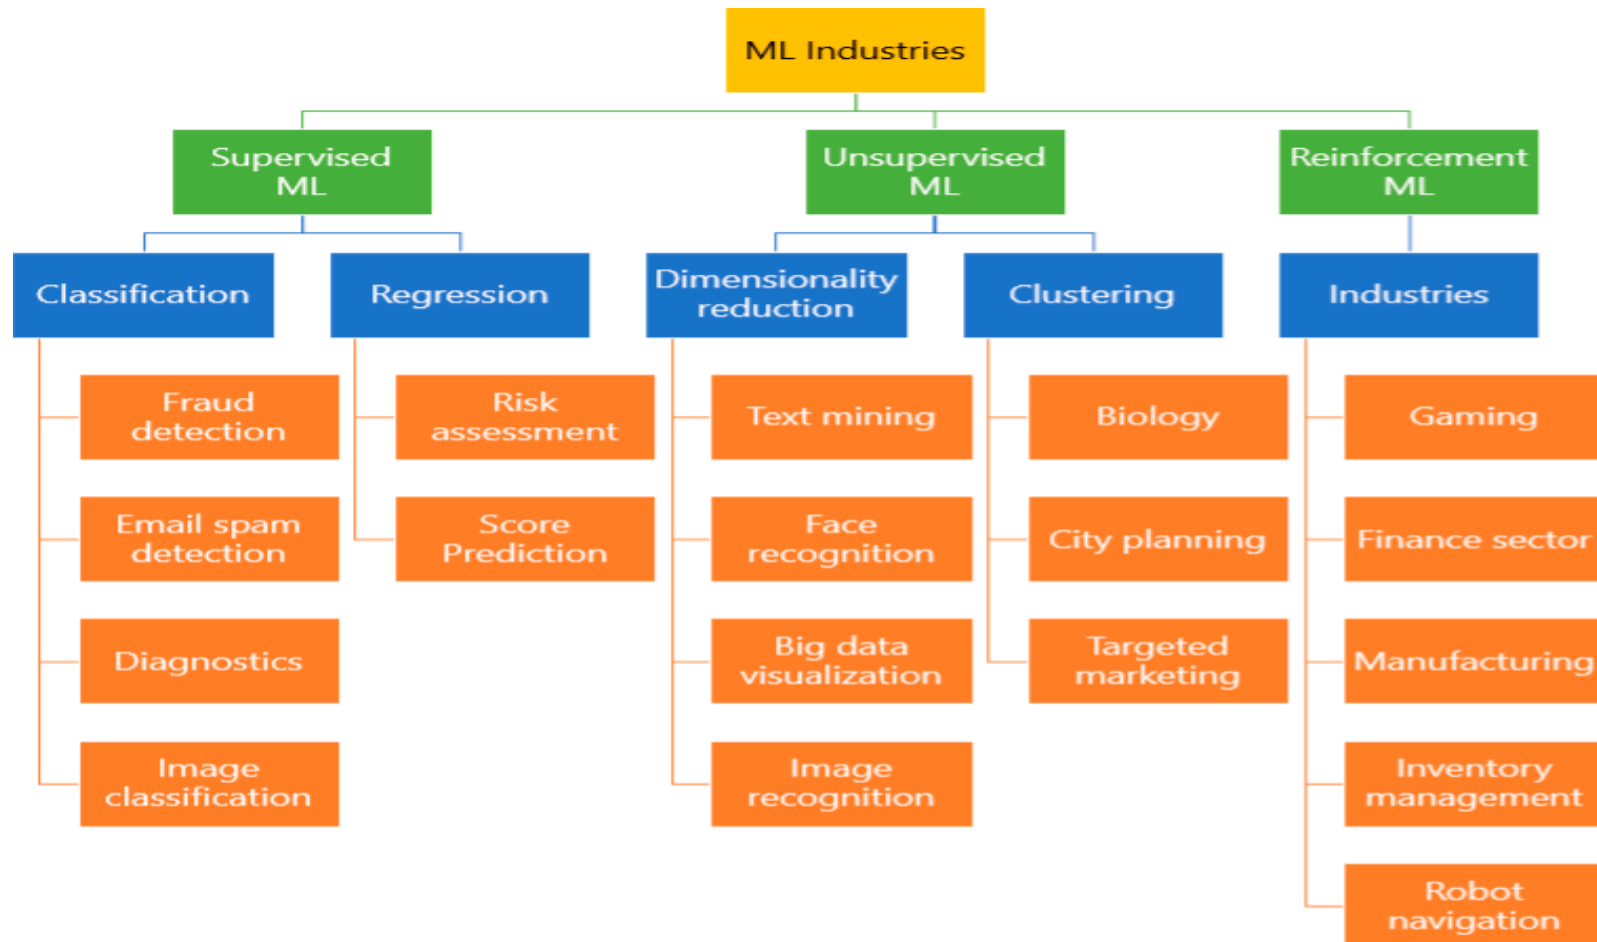 ML Industries
Supervised
ML
Unsupervised
ML
Reinforcement
ML
Classification
Regression
Dimensionality
reduction
Clustering
Industries
Fraud
detection
Email spam
detection
Diagnostics
Image
classification
Risk
assessment
Score
Prediction
Text mining
Face
recognition
Big data
visualization
Image
recognition
Biology
City planning
Targeted
marketing
Gaming
Finance sector
Manufacturing
Inventory
management
Robot
navigation